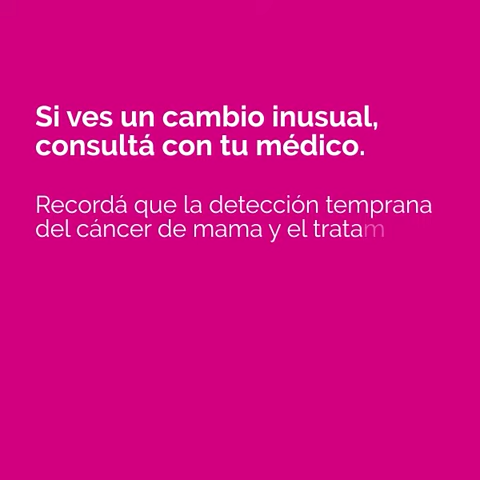 Si ves un cambio inusual,
consultá con tu médico.
Recordá que la detección temprana
del cáncer de mama y el tratam